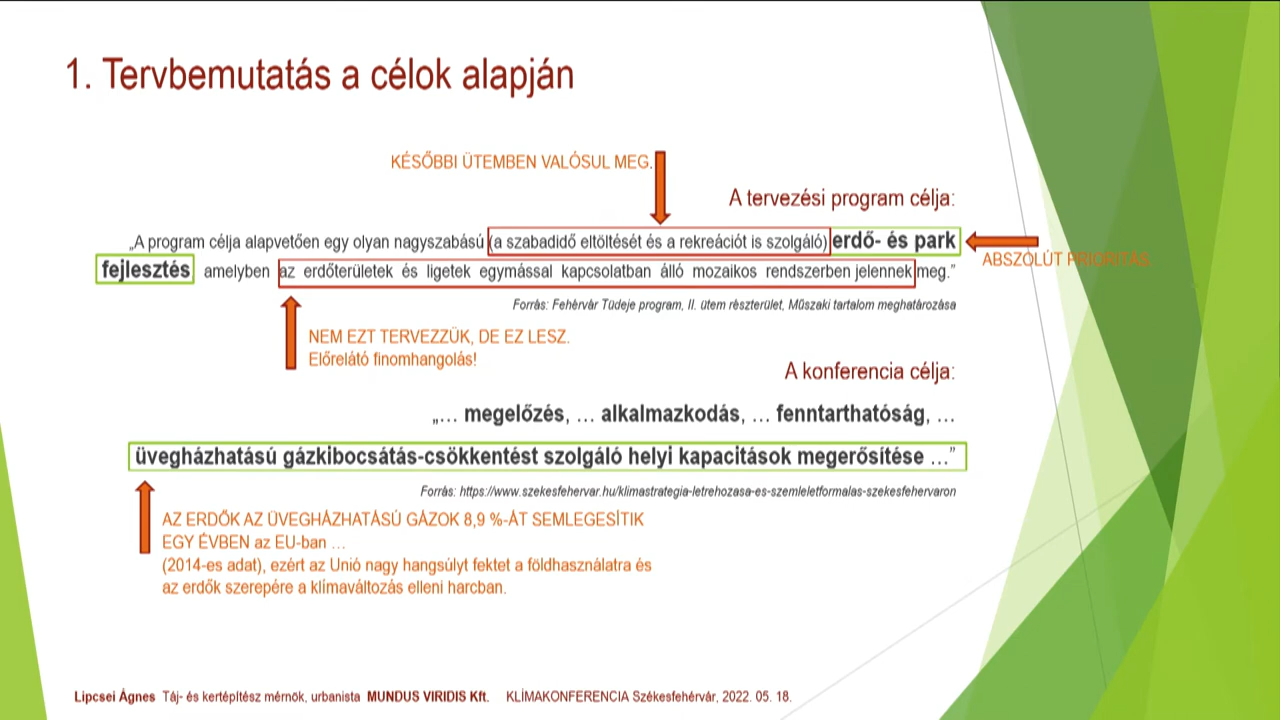 1. Tervbemutatás a célok alapján
KÉSŐBBI ÜTEMBEN VALÓSUL MEG.
A tervezési program célja:
„A program célja alapvetően egy olyan nagyszabású (a szabadidő eltöltését és a rekreációt is szolgáló) erdő- és park
fejlesztés amelyben az erdőterületek és ligetek egymással kapcsolatban álló mozaikos rendszerben jelennek meg.”
ABSZOLÚT PRIORITÁS.
Forrás: Fehérvár Tüdeje program, II. ütem részterület, Műszaki tartalom meghatározása
NEM EZT TERVEZZÜK, DE EZ LESZ.
Előrelátó finomhangolás!
A konferencia célja:
„… megelőzés, … alkalmazkodás, … fenntarthatóság, …
üvegházhatású gázkibocsátás-csökkentést szolgáló helyi kapacitások megerősítése …”
Forrás: https://www.szekesfehervar.hu/klimastrategia-letrehozasa-es-szemleletformalas-szekesfehervaron
AZ ERDŐK AZ ÜVEGHÁZHATÁSÚ GÁZOK 8,9 %-ÁT SEMLEGESÍTIK
EGY ÉVBEN az EU-ban …
(2014-es adat), ezért az Unió nagy hangsúlyt fektet a földhasználatra és
az erdők szerepére a klímaváltozás elleni harcban.
Lipcsei Ágnes Táj- és kertépítész mérnök, urbanista MUNDUS VIRIDIS Kft. KLÍMAKONFERENCIA Székesfehérvár, 2022. 05. 18.